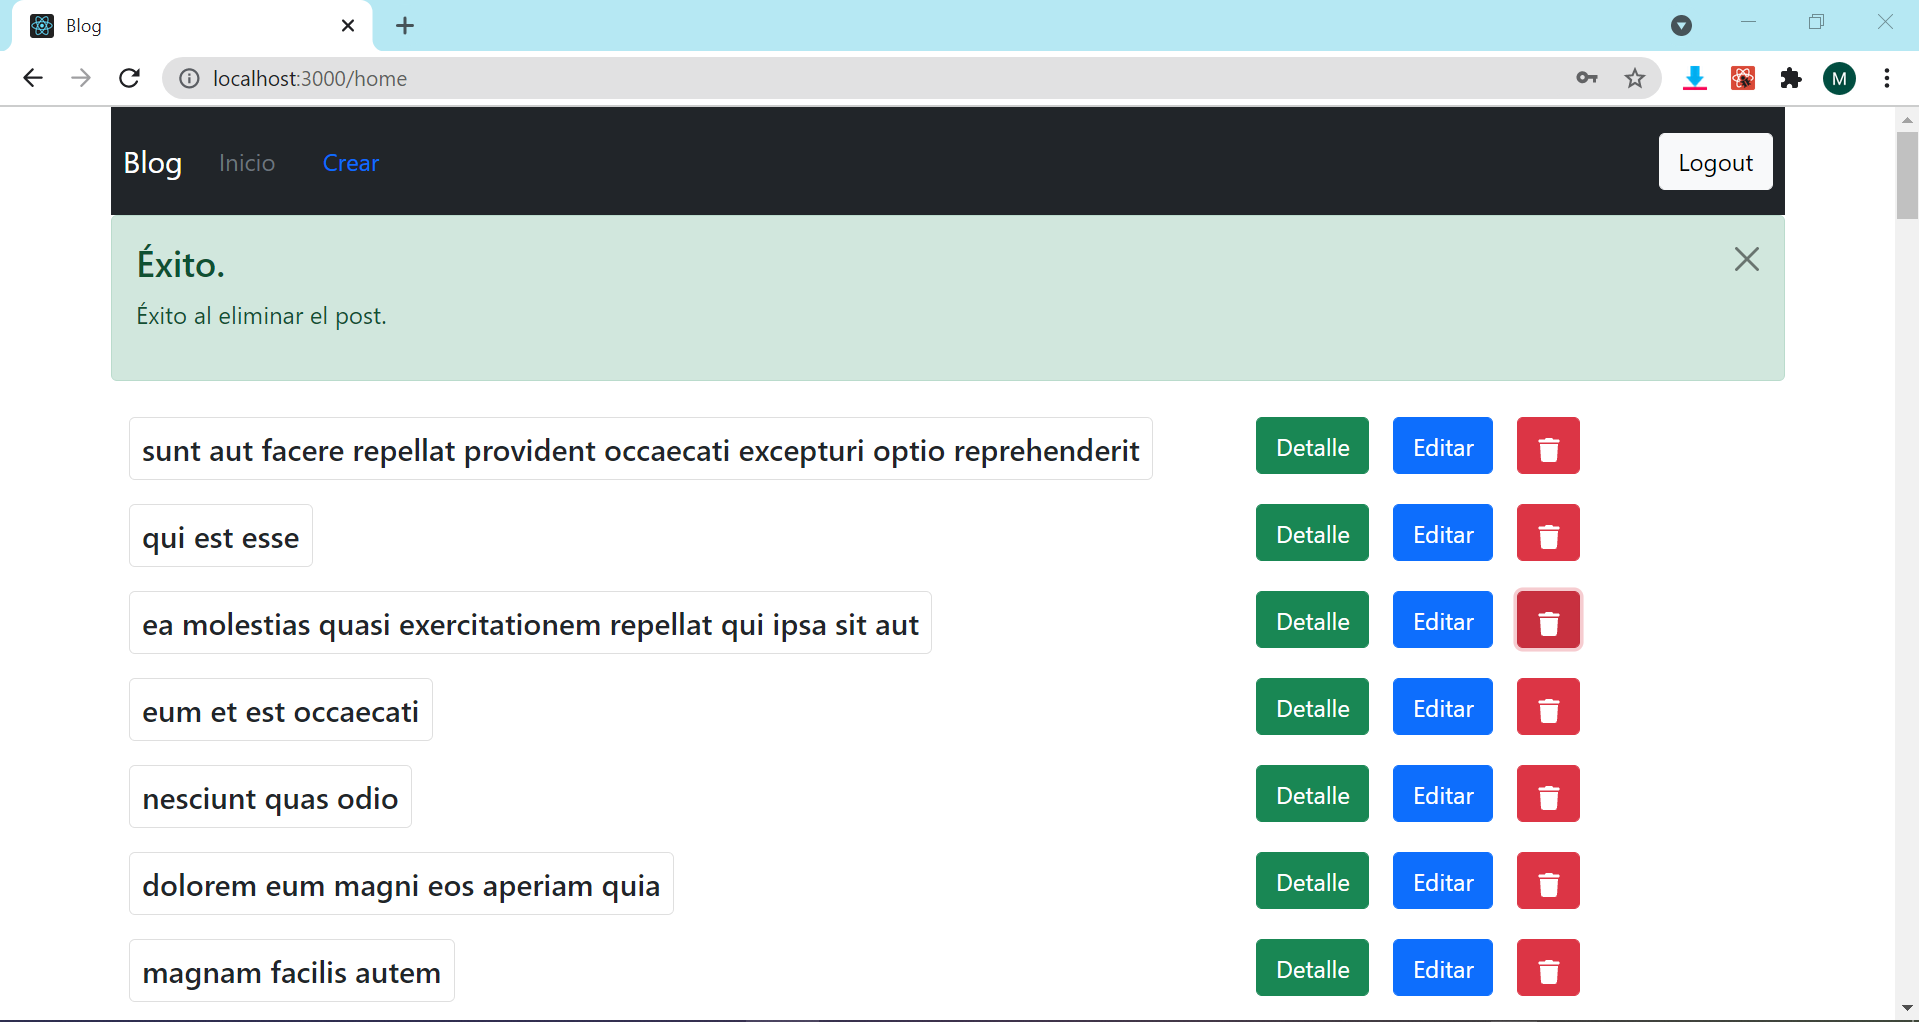 Blog
localhost:3000/home
M
Blog Inicio Crear Logout
Éxito.
Éxito al eliminar el post.
sunt aut facere repellat provident occaecati excepturi optio reprehenderit Detalle Editar
qui est esse Detalle Editar
ea molestias quasi exercitationem repellat qui ipsa sit aut Detalle Editar
eum et est occaecati Detalle Editar
nesciunt quas odio Detalle Editar
dolorem eum magni eos aperiam quia Detalle Editar
magnam facilis autem Detalle Editar